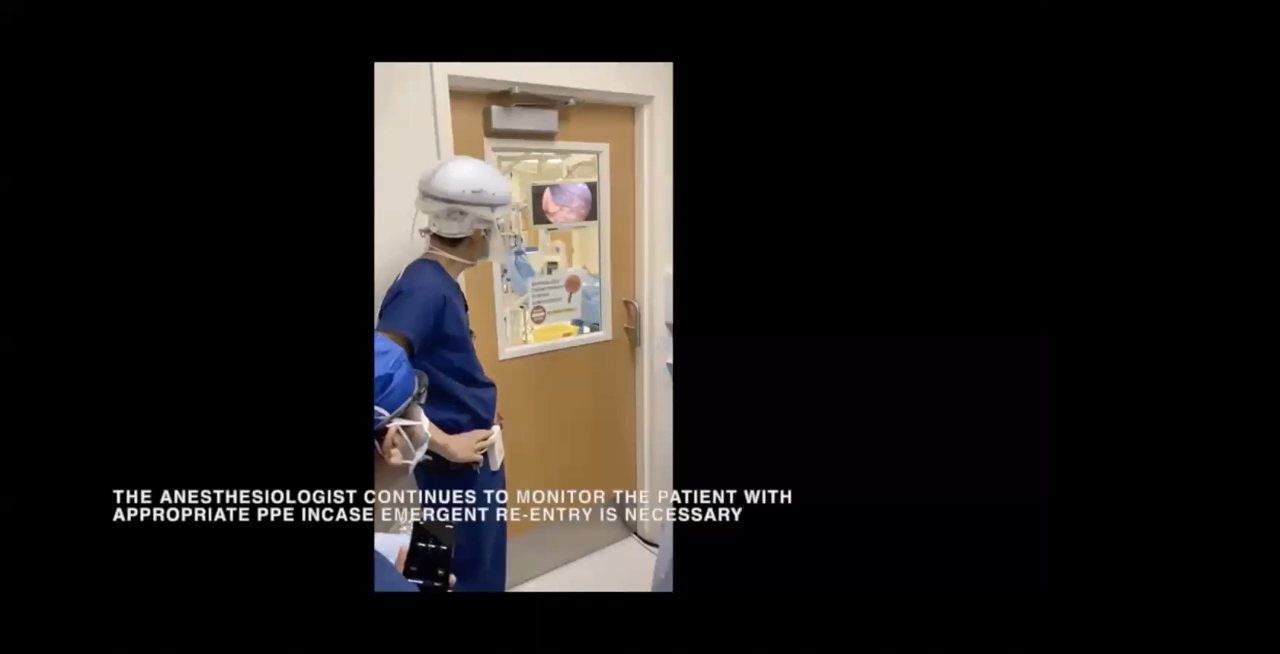 THE ANESTHESIOLOGIST CONTINUES TO MONITOR THE PATIENT WITH
APPROPRIATE PPE INCASE EMERGENT RE-ENTRY IS NECESSARY